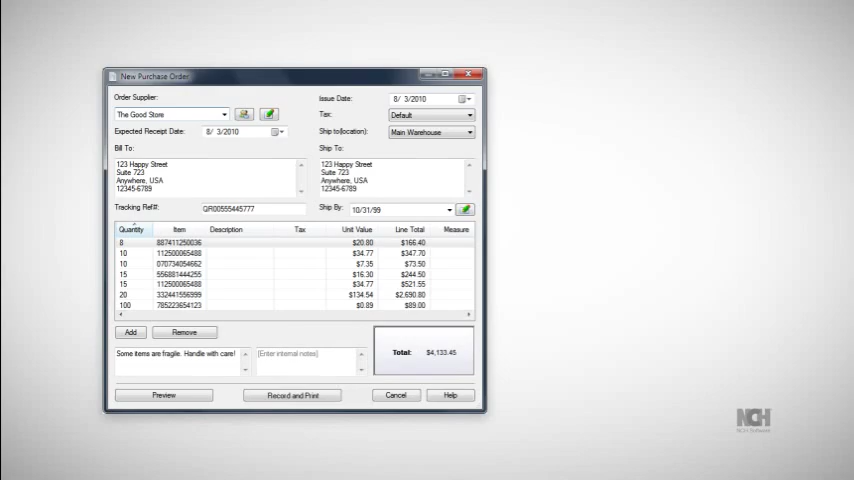 New Purchase Order
Order Supplier:
The Good Store
Issue Date: 8/ 3/2010
Tax: Default
Expected Receipt Date: 8/ 3/2010
Ship to(location): Main Warehouse
Bill To:
Ship To:
123 Happy Street
Suite 723
Anywhere, USA
12345-6789
123 Happy Street
Suite 723
Anywhere, USA
12345-6789
Tracking Ref#: QR00555445777
Ship By: 10/31/99
Quantity Item Description Tax Unit Value Line Total Measure
8 887411250036 $20.80 $166.40
10 112500065488 $34.77 $347.70
10 070734054662 $7.35 $73.50
15 556881444255 $16.30 $244.50
15 112500065488 $34.77 $521.55
20 332441556999 $134.54 $2,690.80
100 785223654123 $0.89 $89.00
Add Remove
Some items are fragile. Handle with care!
[Enter internal notes]
Total: $4,133.45
Preview Record and Print Cancel Help
NCH
NCH Software